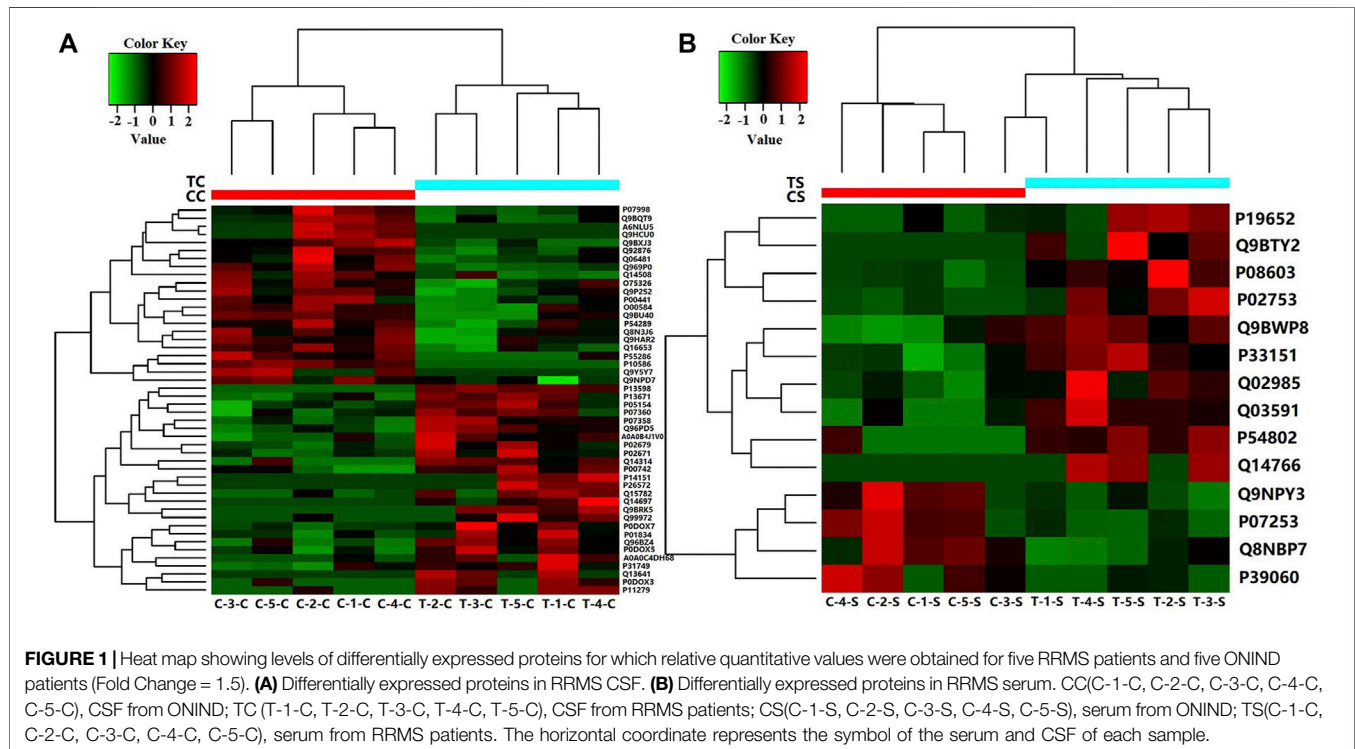 A
Color Key
-2 -1 0 1 2
Value
TC
CC
P07998
Q9BQT9
A6NLU5
Q9HCU0
Q9BXJ3
Q92876
Q06481
Q969P0
Q14508
O75326
Q9P2S2
P00441
O00584
Q9BU40
P54289
Q8N3J6
Q9HAR2
Q16653
P55286
P10586
Q9Y5Y7
Q9NPD7
P13598
P13671
P05154
P07360
P07358
Q96PD5
A0A0B4J1V0
P02679
P02671
Q14314
P00742
P14151
P26572
Q15782
Q14697
Q9BRK5
Q99972
P0DOX7
P01834
Q96BZ4
P0DOX5
A0A0C4DH68
P31749
Q13641
P0DOX3
P11279
C-3-C C-5-C C-2-C C-1-C C-4-C T-2-C T-3-C T-5-C T-1-C T-4-C
B
Color Key
-2 -1 0 1 2
Value
TS
CS
P19652
Q9BTY2
P08603
P02753
Q9BWP8
P33151
Q02985
Q03591
P54802
Q14766
Q9NPY3
P07253
Q8NBP7
P39060
C-4-S C-2-S C-1-S C-5-S C-3-S T-1-S T-4-S T-5-S T-2-S T-3-S
FIGURE 1 | Heat map showing levels of differentially expressed proteins for which relative quantitative values were obtained for five RRMS patients and five ONIND
patients (Fold Change = 1.5). (A) Differentially expressed proteins in RRMS CSF. (B) Differentially expressed proteins in RRMS serum. CC(C-1-C, C-2-C, C-3-C, C-4-C,
C-5-C), CSF from ONIND; TC (T-1-C, T-2-C, T-3-C, T-4-C, T-5-C), CSF from RRMS patients; CS(C-1-S, C-2-S, C-3-S, C-4-S, C-5-S), serum from ONIND; TS(C-1-C,
C-2-C, C-3-C, C-4-C, C-5-C), serum from RRMS patients. The horizontal coordinate represents the symbol of the serum and CSF of each sample.